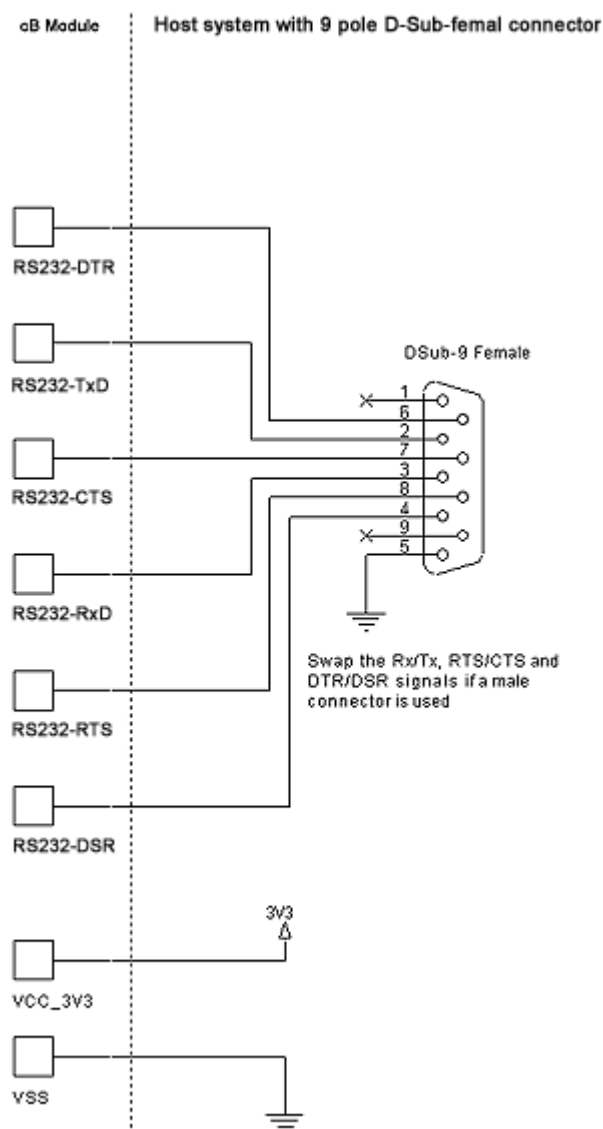 oB Module
Host system with 9 pole D-Sub-femal connector
RS232-DTR
RS232-TxD
RS232-CTS
RS232-RxD
RS232-RTS
RS232-DSR
VCC_3V3
VSS
DSub-9 Female
1
6
2
7
3
8
4
9
5
Swap the Rx/Tx, RTS/CTS and
DTR/DSR signals if a male
connector is used
3V3